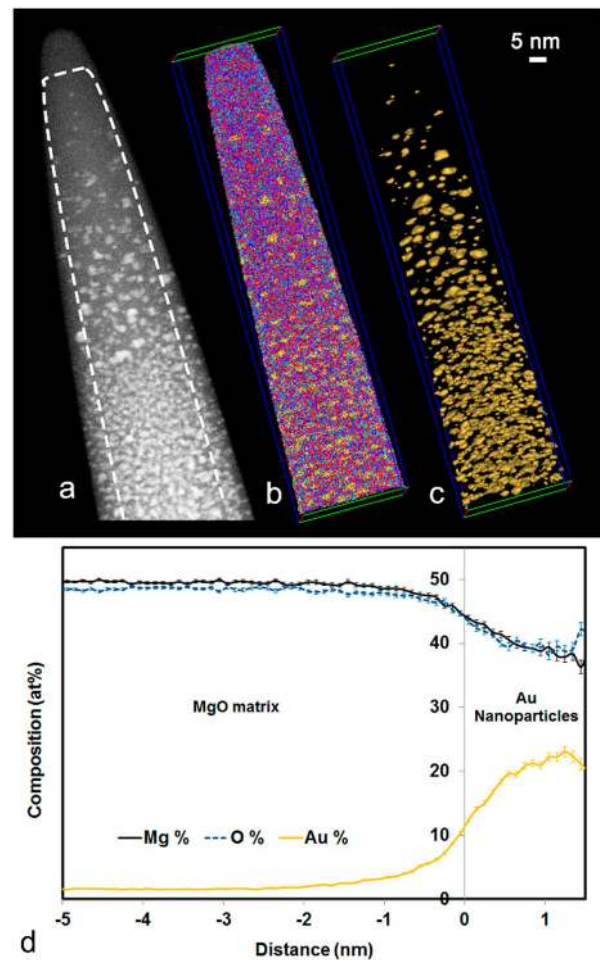 5 nm
a
b
c
50
40
30
20
10
0
Composition (at%)
MgO matrix
Au
Nanoparticles
Mg %
O %
Au %
-5
-4
-3
-2
-1
0
1
Distance (nm)
d